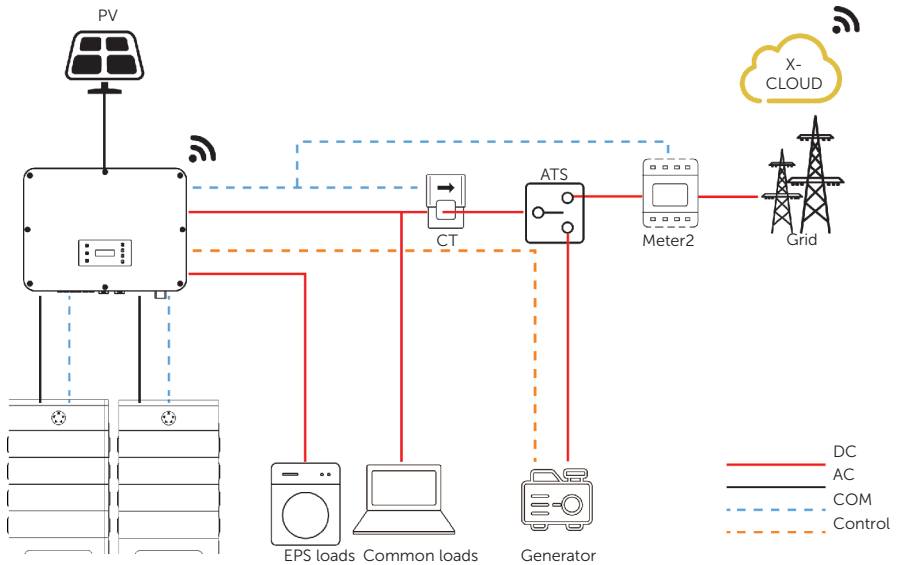 PV
X-
CLOUD
ATS
CT
Meter2
Grid
DC
AC
COM
Control
EPS loads
Common loads
Generator